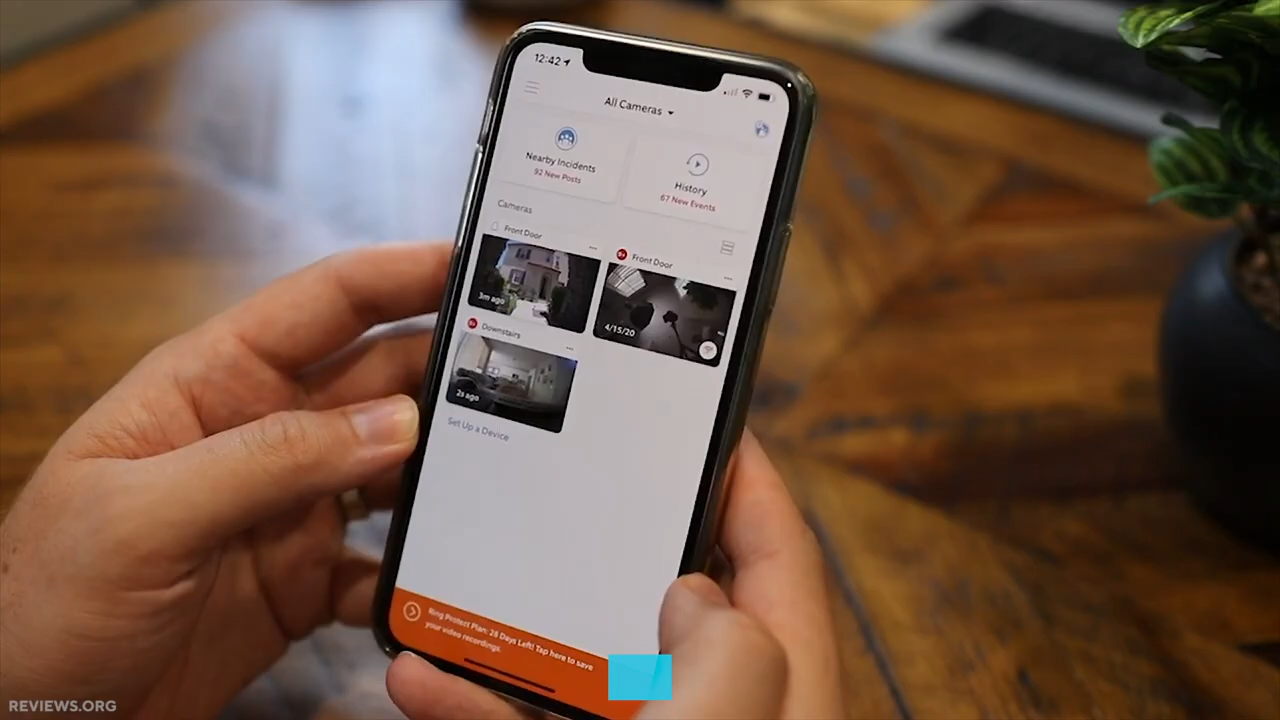 12:42
All Cameras
Nearby Incidents
92 New Posts
History
67 New Events
Cameras
Front Door
3m ago
Front Door
4/15/20
Downstairs
2s ago
Set Up a Device
Ring Protect Plan: 28 Days Left! Tap here to save
your video recordings.
REVIEWS.ORG